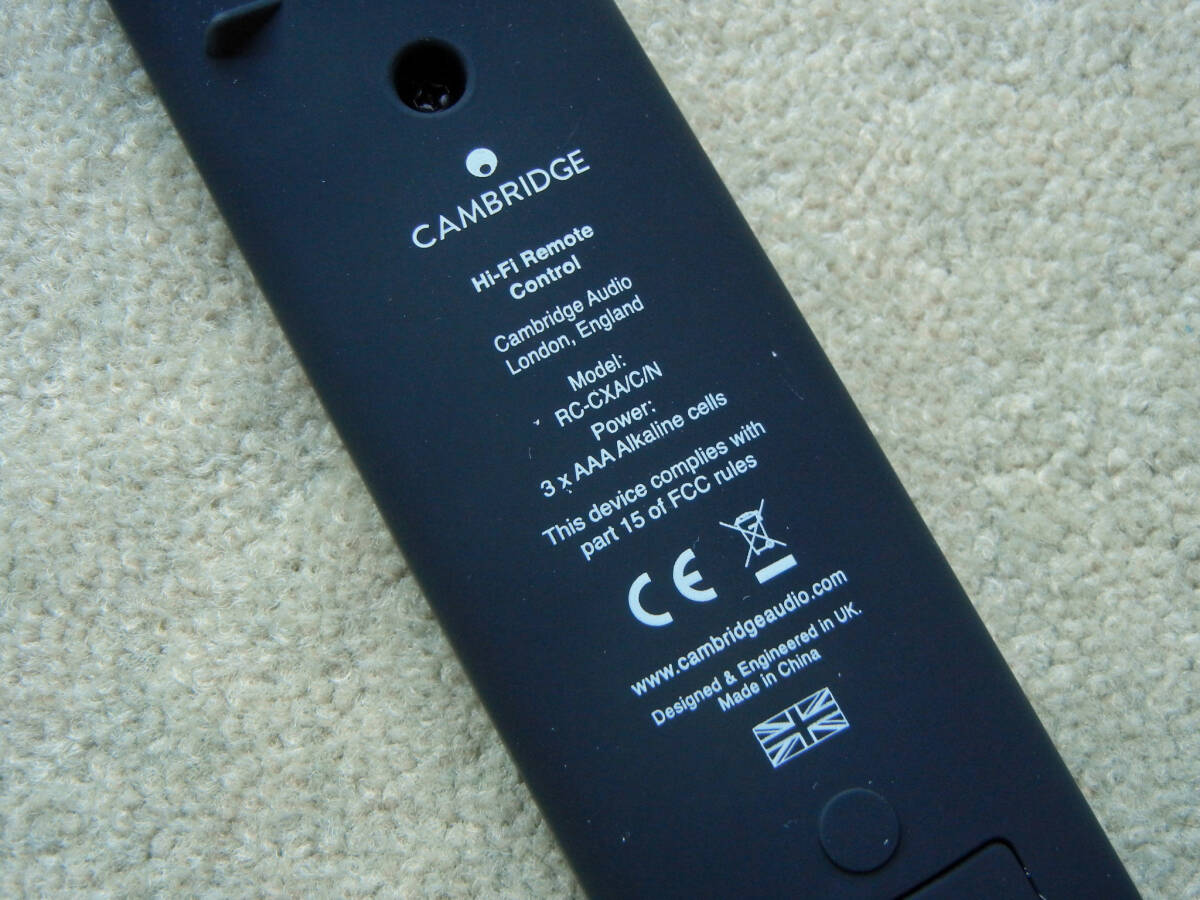 CAMBRIDGE
Hi-Fi Remote
Control
Cambridge Audio
London, England
Model:
RC-CXA/C/N
Power:
3 x AAA Alkaline cells
This device complies with
part 15 of FCC rules
CE
www.cambridgeaudio.com
Designed & Engineered in UK.
Made in China